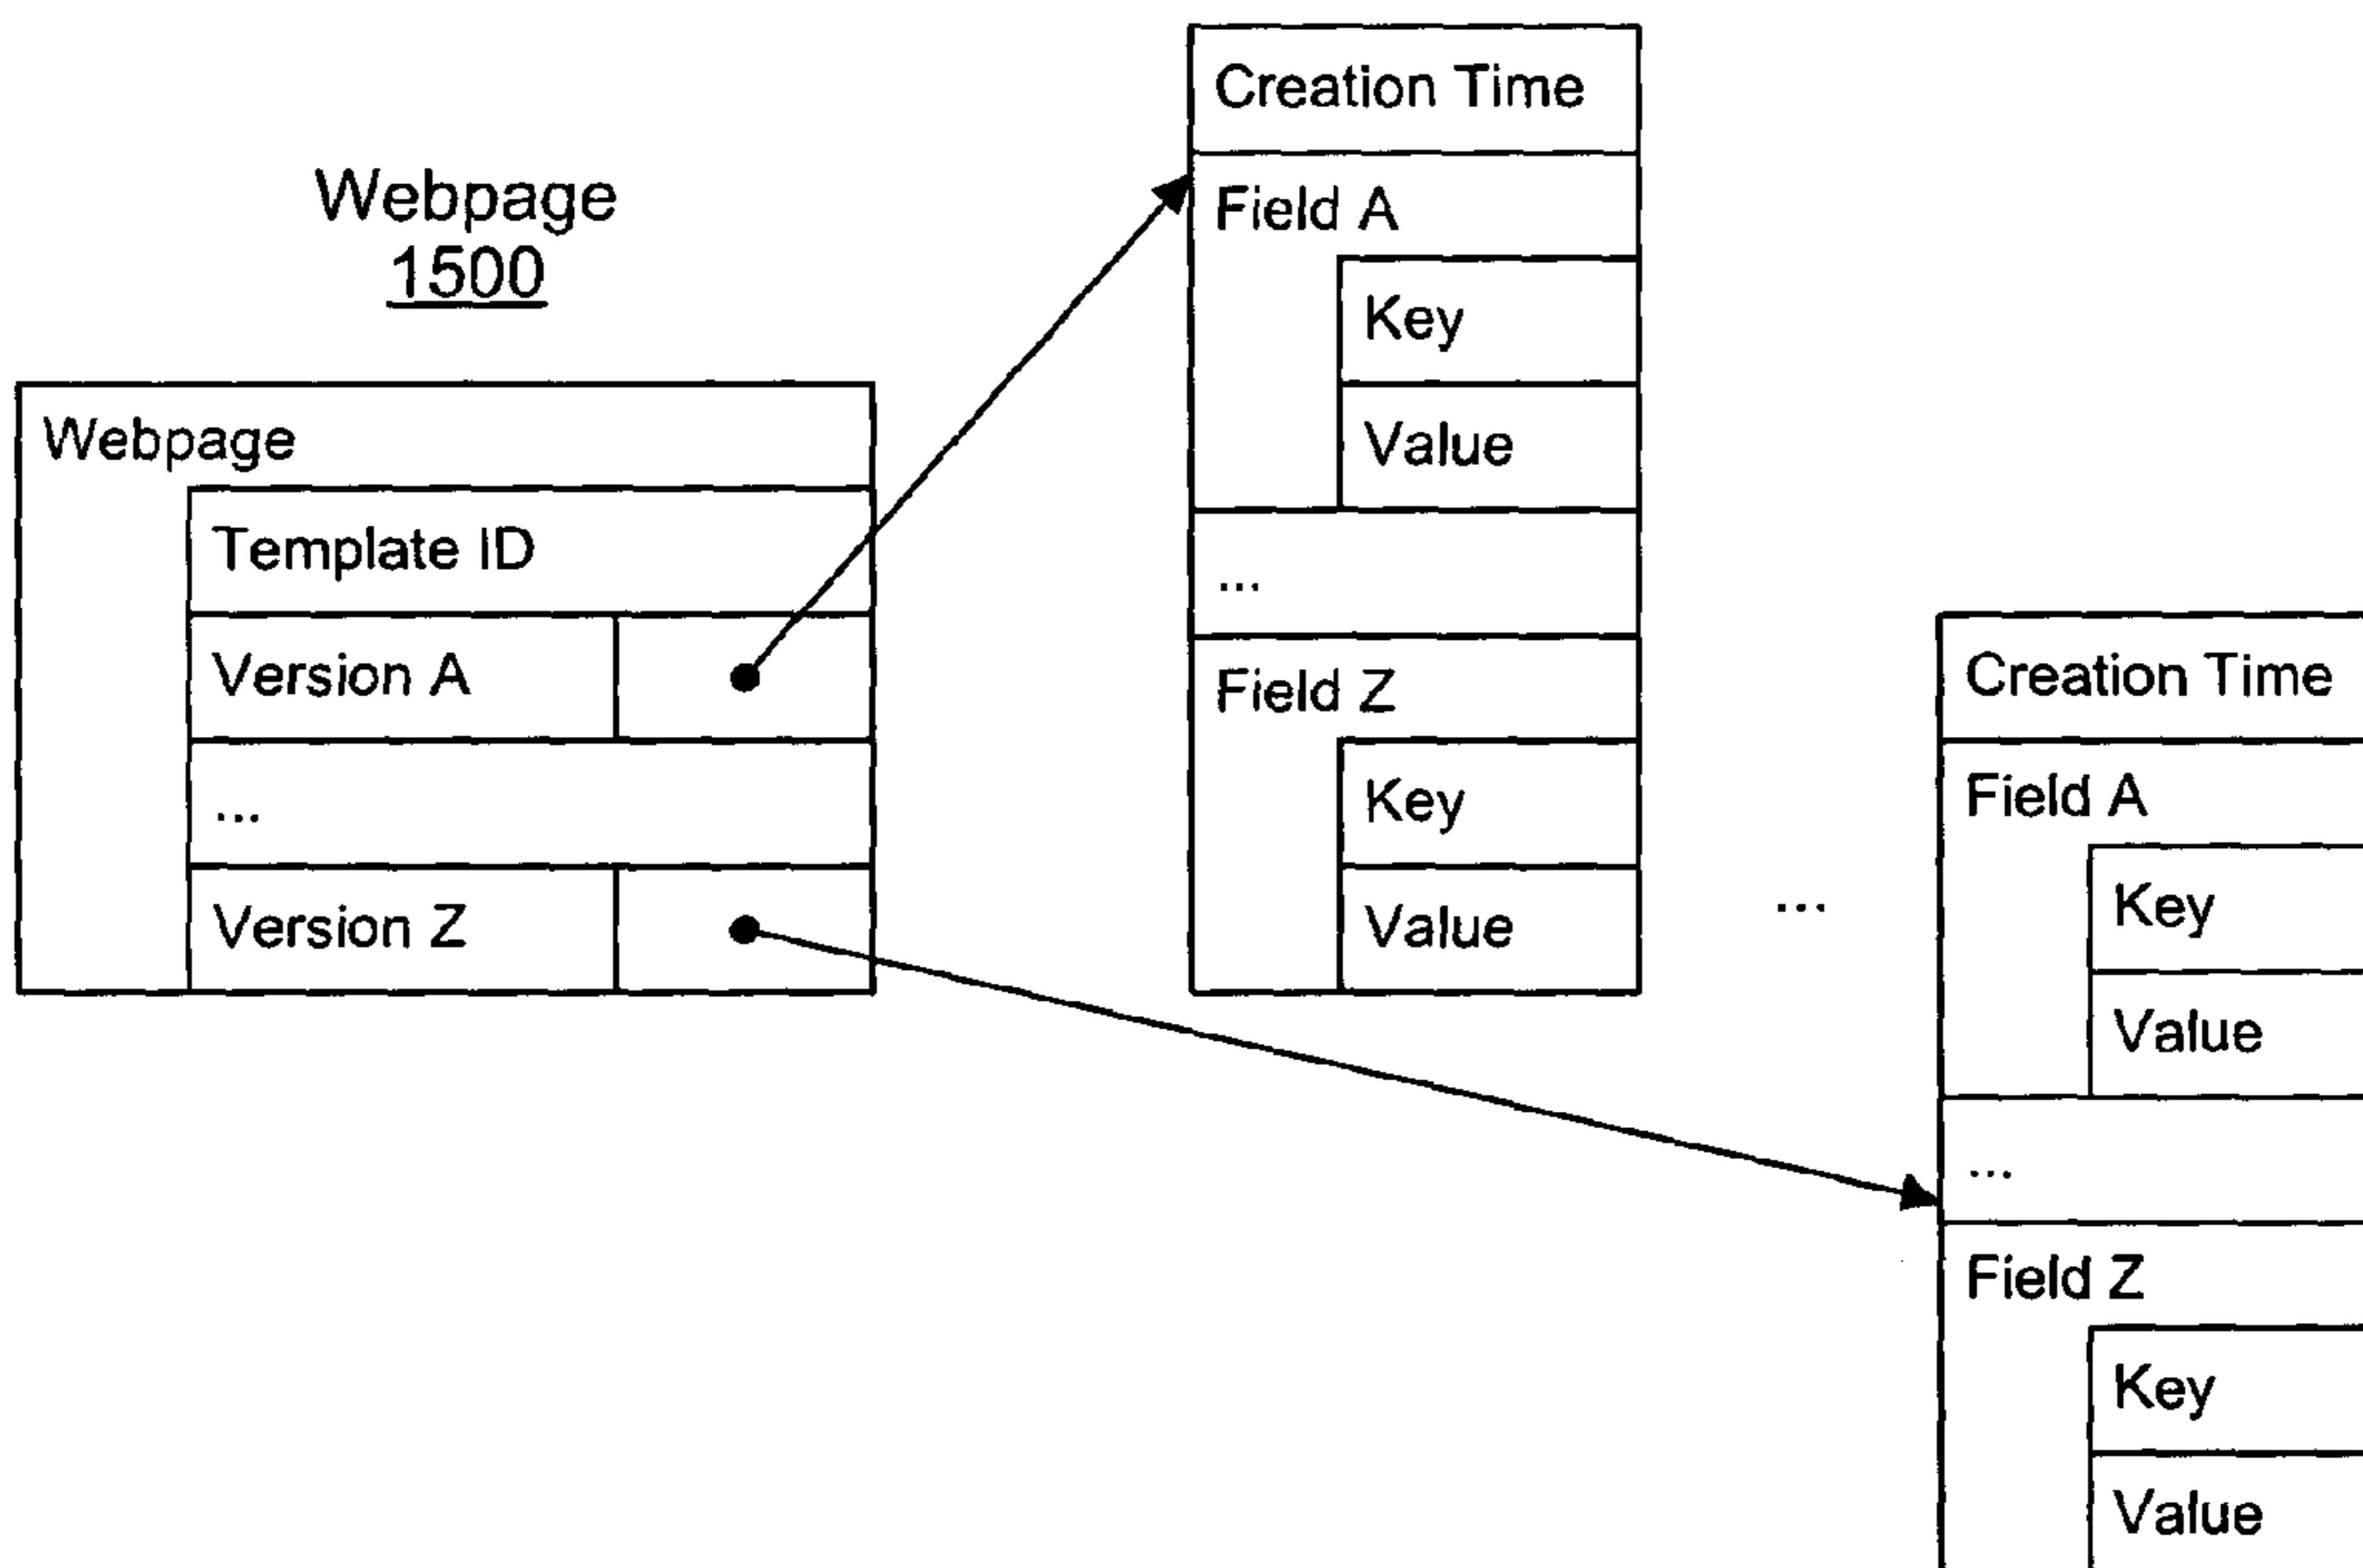 Webpage
1500
Webpage
Template ID
Version A
...
Version Z
Creation Time
Field A
Key
Value
...
Field Z
Key
Value
...
Creation Time
Field A
Key
Value
...
Field Z
Key
Value